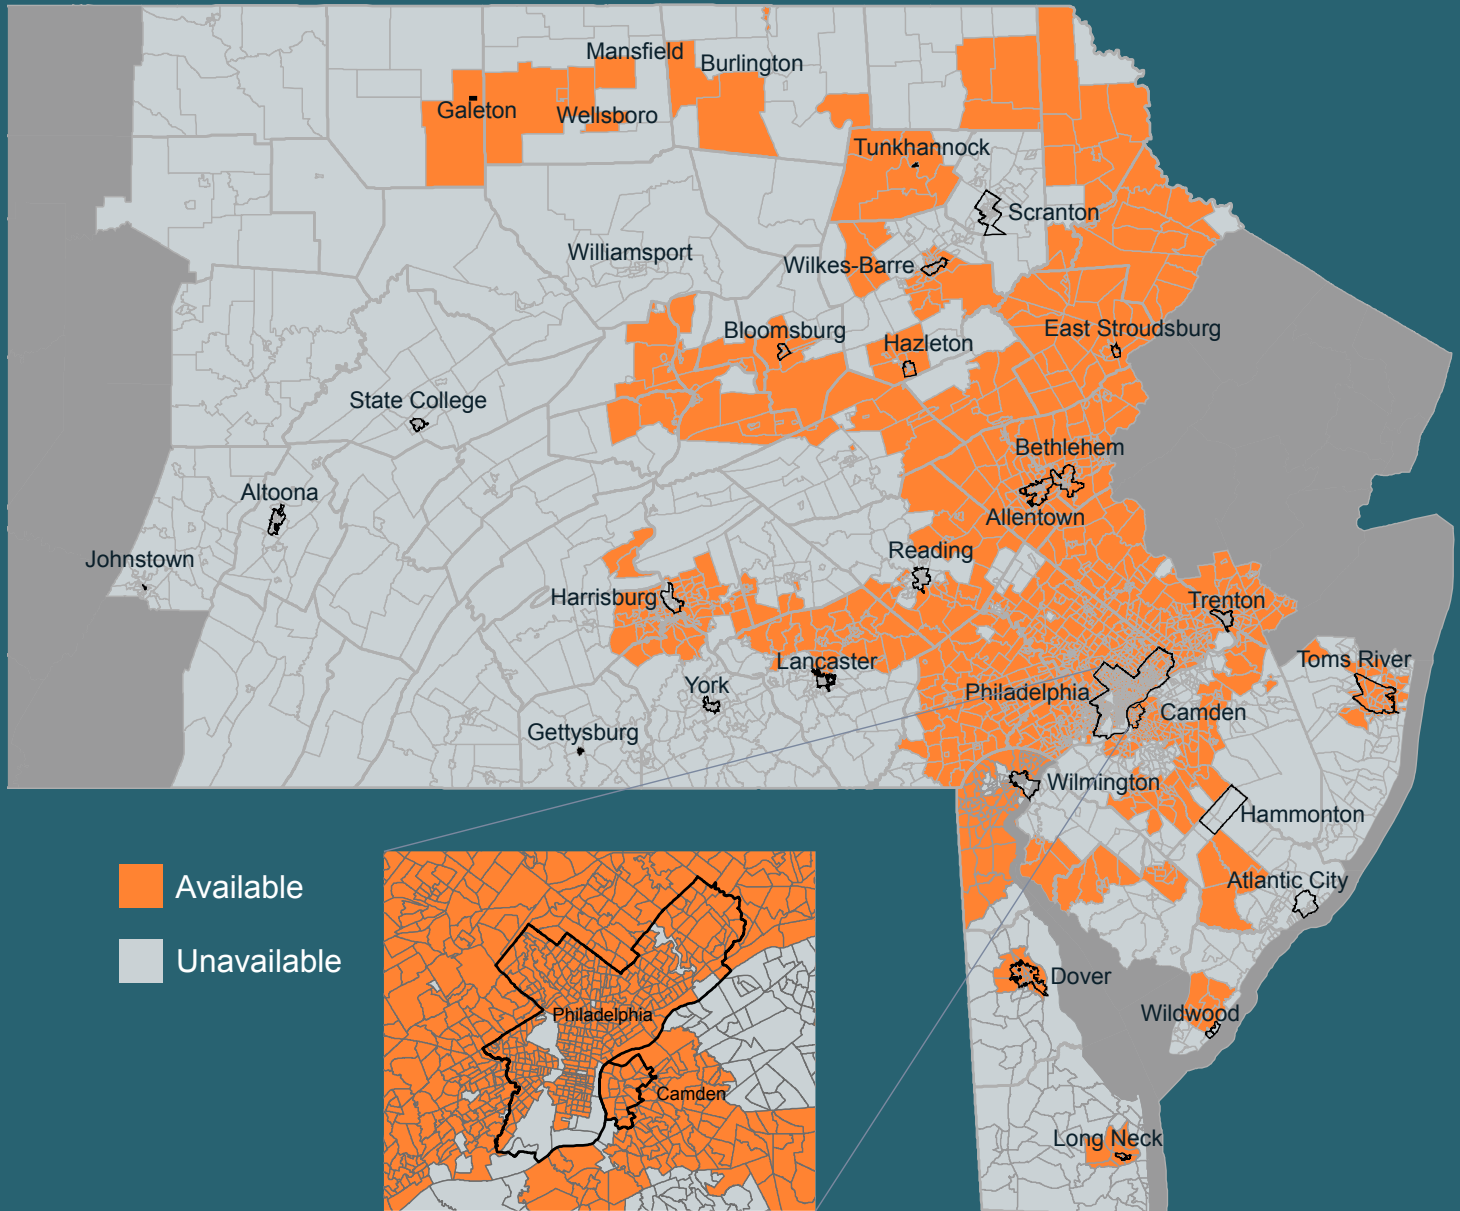 Mansfield
Burlington
Galeton
Wellsboro
Tunkhannock
Scranton
Williamsport
Wilkes-Barre
Bloomsburg
Hazleton
East Stroudsburg
State College
Bethlehem
Altoona
Allentown
Johnstown
Reading
Harrisburg
Trenton
Lancaster
Toms River
York
Philadelphia
Camden
Gettysburg
Wilmington
Hammonton
Available
Atlantic City
Unavailable
Dover
Philadelphia
Wildwood
Camden
Long Neck